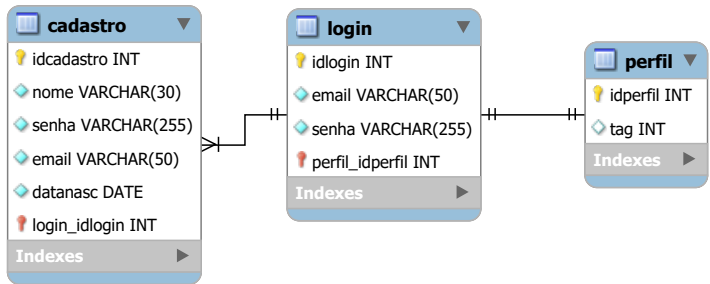 cadastro
idcadastro INT
nome VARCHAR(30)
senha VARCHAR(255)
email VARCHAR(50)
datanasc DATE
login_idlogin INT
Indexes
login
idlogin INT
email VARCHAR(50)
senha VARCHAR(255)
perfil_idperfil INT
Indexes
perfil
idperfil INT
tag INT
Indexes